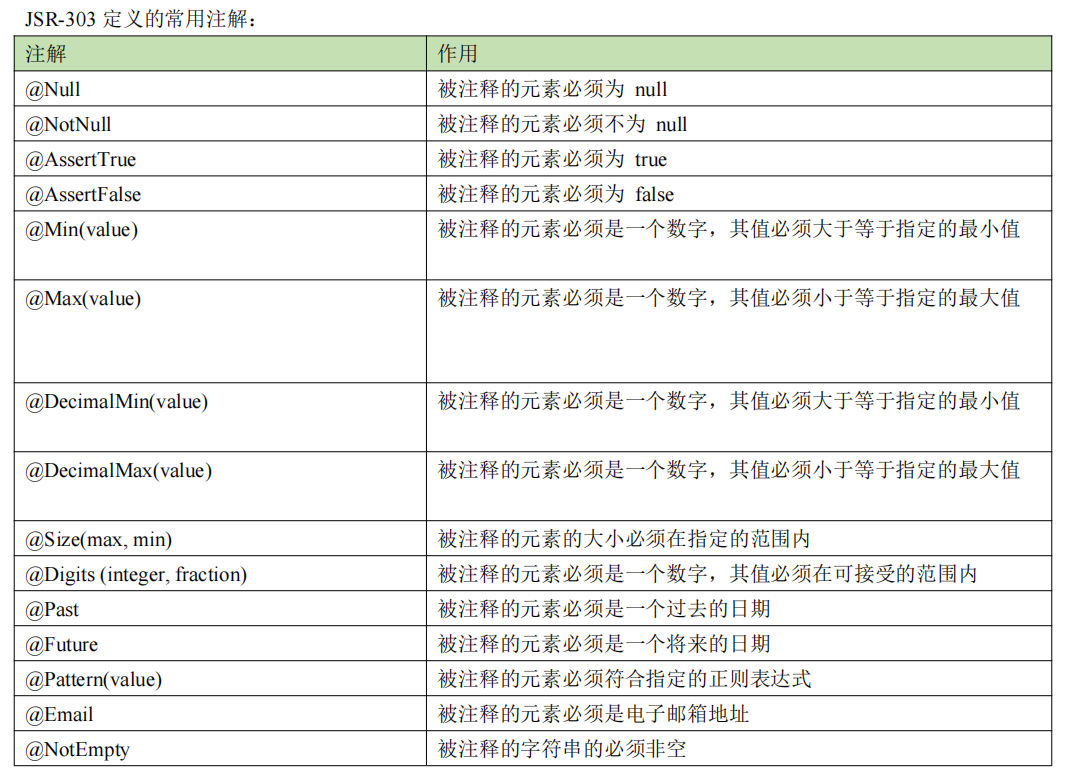 JSR-303 定义的常用注解：
注解 作用
@Null 被注释的元素必须为 null
@NotNull 被注释的元素必须不为 null
@AssertTrue 被注释的元素必须为 true
@AssertFalse 被注释的元素必须为 false
@Min(value) 被注释的元素必须是一个数字，其值必须大于等于指定的最小值
@Max(value) 被注释的元素必须是一个数字，其值必须小于等于指定的最大值
@DecimalMin(value) 被注释的元素必须是一个数字，其值必须大于等于指定的最小值
@DecimalMax(value) 被注释的元素必须是一个数字，其值必须小于等于指定的最大值
@Size(max, min) 被注释的元素的大小必须在指定的范围内
@Digits (integer, fraction) 被注释的元素必须是一个数字，其值必须在可接受的范围内
@Past 被注释的元素必须是一个过去的日期
@Future 被注释的元素必须是一个将来的日期
@Pattern(value) 被注释的元素必须符合指定的正则表达式
@Email 被注释的元素必须是电子邮箱地址
@NotEmpty 被注释的字符串的必须非空